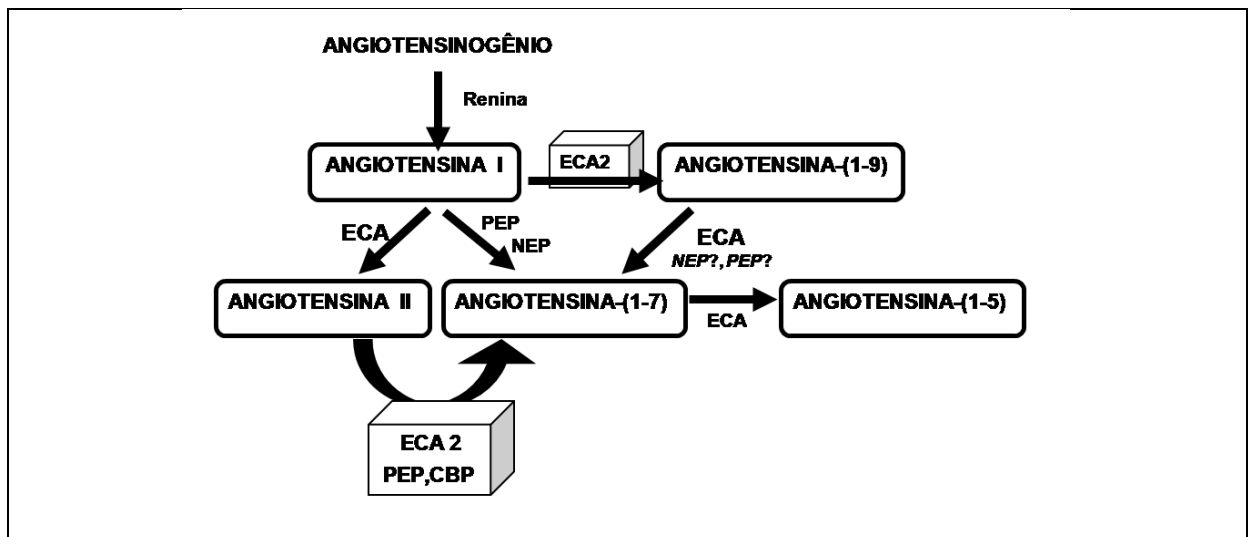 ANGIOTENSINOGÊNIO
Renina
ANGIOTENSINA I
ECA2
ANGIOTENSINA-(1-9)
ECA
PEP
NEP
ECA
NEP?, PEP?
ANGIOTENSINA II
ANGIOTENSINA-(1-7)
ECA
ANGIOTENSINA-(1-5)
ECA 2
PEP,CBP